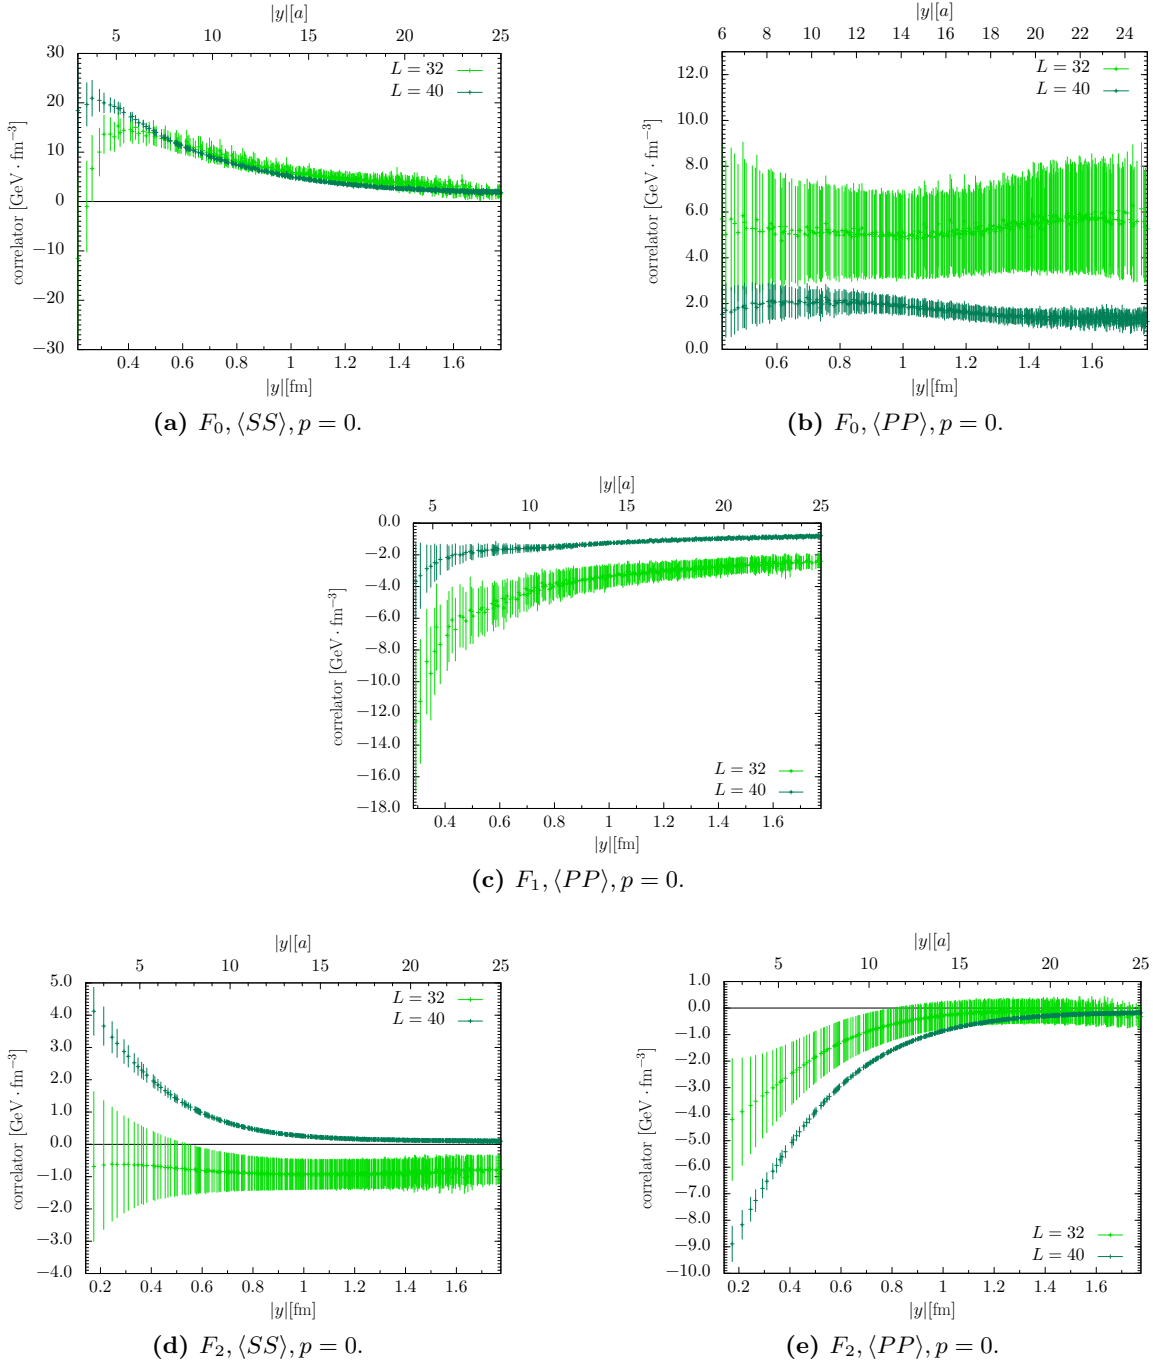 |y|[a]
5 10 15 20 25
30
20
10
0
−10
−20
−30
correlator [GeV · fm⁻³]
L = 32
L = 40
0.4 0.6 0.8 1 1.2 1.4 1.6
|y|[fm]
(a) F₀, ⟨SS⟩, p = 0.
|y|[a]
6 8 10 12 14 16 18 20 22 24
12.0
10.0
8.0
6.0
4.0
2.0
0.0
correlator [GeV · fm⁻³]
L = 32
L = 40
0.6 0.8 1 1.2 1.4 1.6
|y|[fm]
(b) F₀, ⟨PP⟩, p = 0.
|y|[a]
5 10 15 20 25
0.0
−2.0
−4.0
−6.0
−8.0
−10.0
−12.0
−14.0
−16.0
−18.0
correlator [GeV · fm⁻³]
L = 32
L = 40
0.4 0.6 0.8 1 1.2 1.4 1.6
|y|[fm]
(c) F₁, ⟨PP⟩, p = 0.
|y|[a]
5 10 15 20 25
5.0
4.0
3.0
2.0
1.0
0.0
−1.0
−2.0
−3.0
−4.0
correlator [GeV · fm⁻³]
L = 32
L = 40
0.2 0.4 0.6 0.8 1 1.2 1.4 1.6
|y|[fm]
(d) F₂, ⟨SS⟩, p = 0.
|y|[a]
5 10 15 20 25
1.0
0.0
−1.0
−2.0
−3.0
−4.0
−5.0
−6.0
−7.0
−8.0
−9.0
−10.0
correlator [GeV · fm⁻³]
L = 32
L = 40
0.2 0.4 0.6 0.8 1 1.2 1.4 1.6
|y|[fm]
(e) F₂, ⟨PP⟩, p = 0.